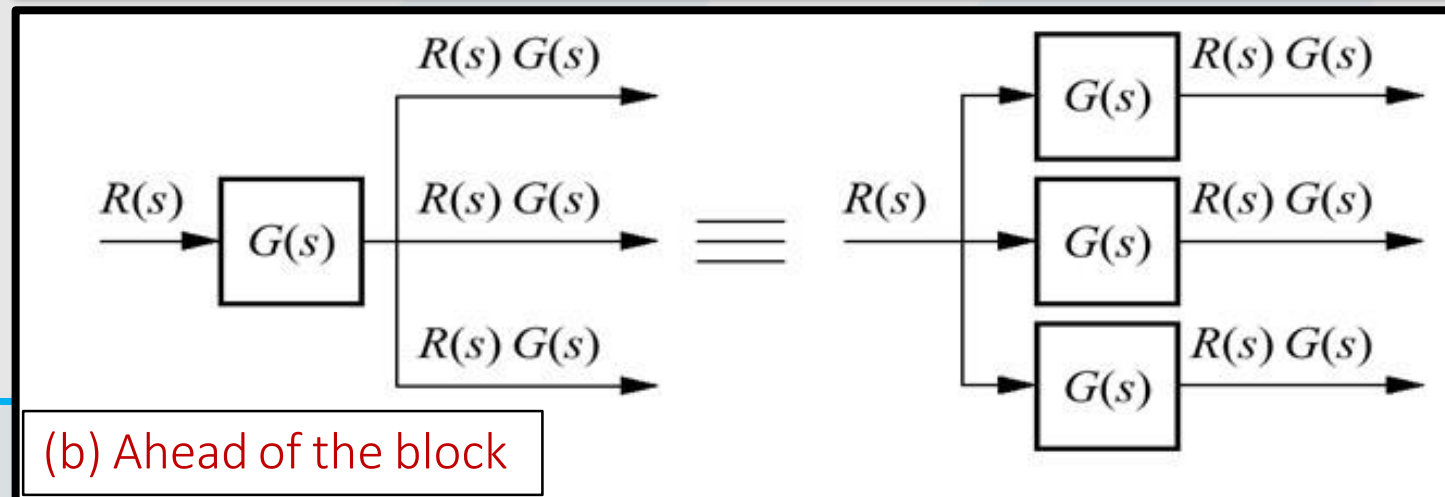 R(s) G(s) R(s) G(s)
G(s)
R(s) R(s) G(s) R(s) R(s) G(s)
G(s) G(s)
R(s) G(s) R(s) G(s)
G(s)
(b) Ahead of the block